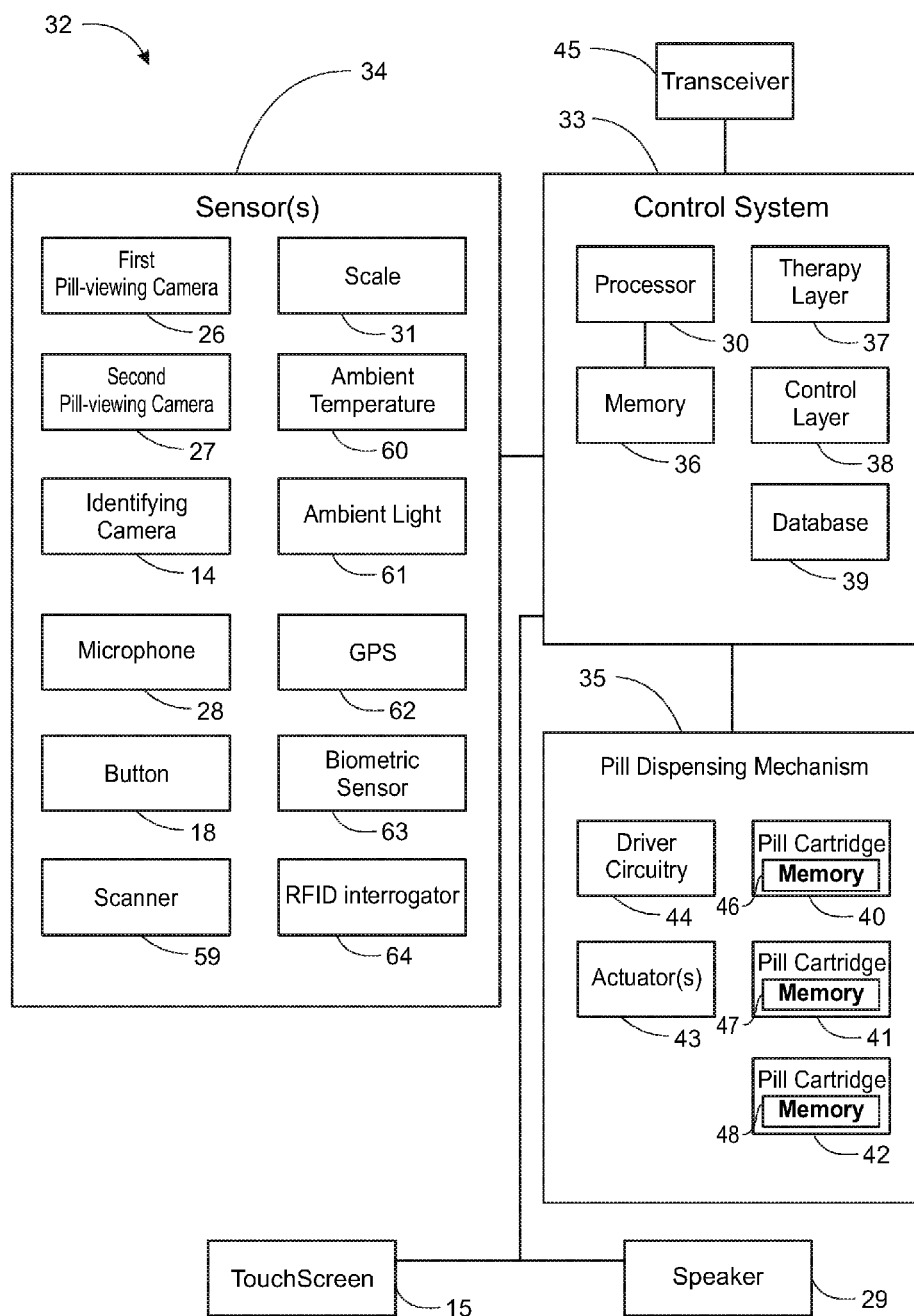 32
34
45
Transceiver
33
Sensor(s)
First
Pill-viewing Camera
26
Scale
31
Second
Pill-viewing Camera
27
Ambient
Temperature
60
Identifying
Camera
14
Ambient Light
61
Microphone
28
GPS
62
Button
18
Biometric
Sensor
63
Scanner
59
RFID interrogator
64
Control System
Processor
30
Therapy
Layer
37
Memory
36
Control
Layer
38
Database
39
35
Pill Dispensing Mechanism
Driver
Circuitry
44
Pill Cartridge
Memory
46
40
Actuator(s)
43
Pill Cartridge
Memory
47
41
Pill Cartridge
Memory
48
42
TouchScreen
15
Speaker
29